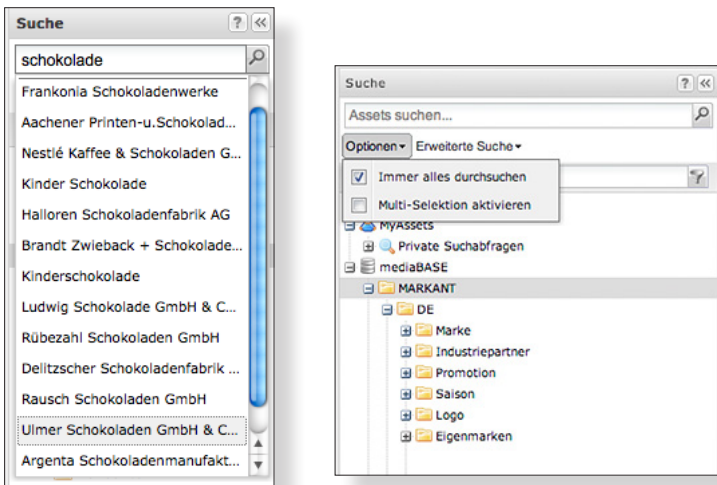 Suche ?
schokolade
Frankonia Schokoladenwerke
Aachener Printen-u.Schokolad...
Nestlé Kaffee & Schokoladen G...
Kinder Schokolade
Halloren Schokoladenfabrik AG
Brandt Zwieback + Schokolade...
Kinderschokolade
Ludwig Schokolade GmbH & C...
Rübezahl Schokoladen GmbH
Delitzscher Schokoladenfabrik ...
Rausch Schokoladen GmbH
Ulmer Schokoladen GmbH & C...
Argenta Schokoladenmanufakt...
Suche ?
Assets suchen...
Optionen Erweiterte Suche
Immer alles durchsuchen
Multi-Selektion aktivieren
MyAssets
Private Suchabfragen
mediaBASE
MARKANT
DE
Marke
Industriepartner
Promotion
Saison
Logo
Eigenmarken